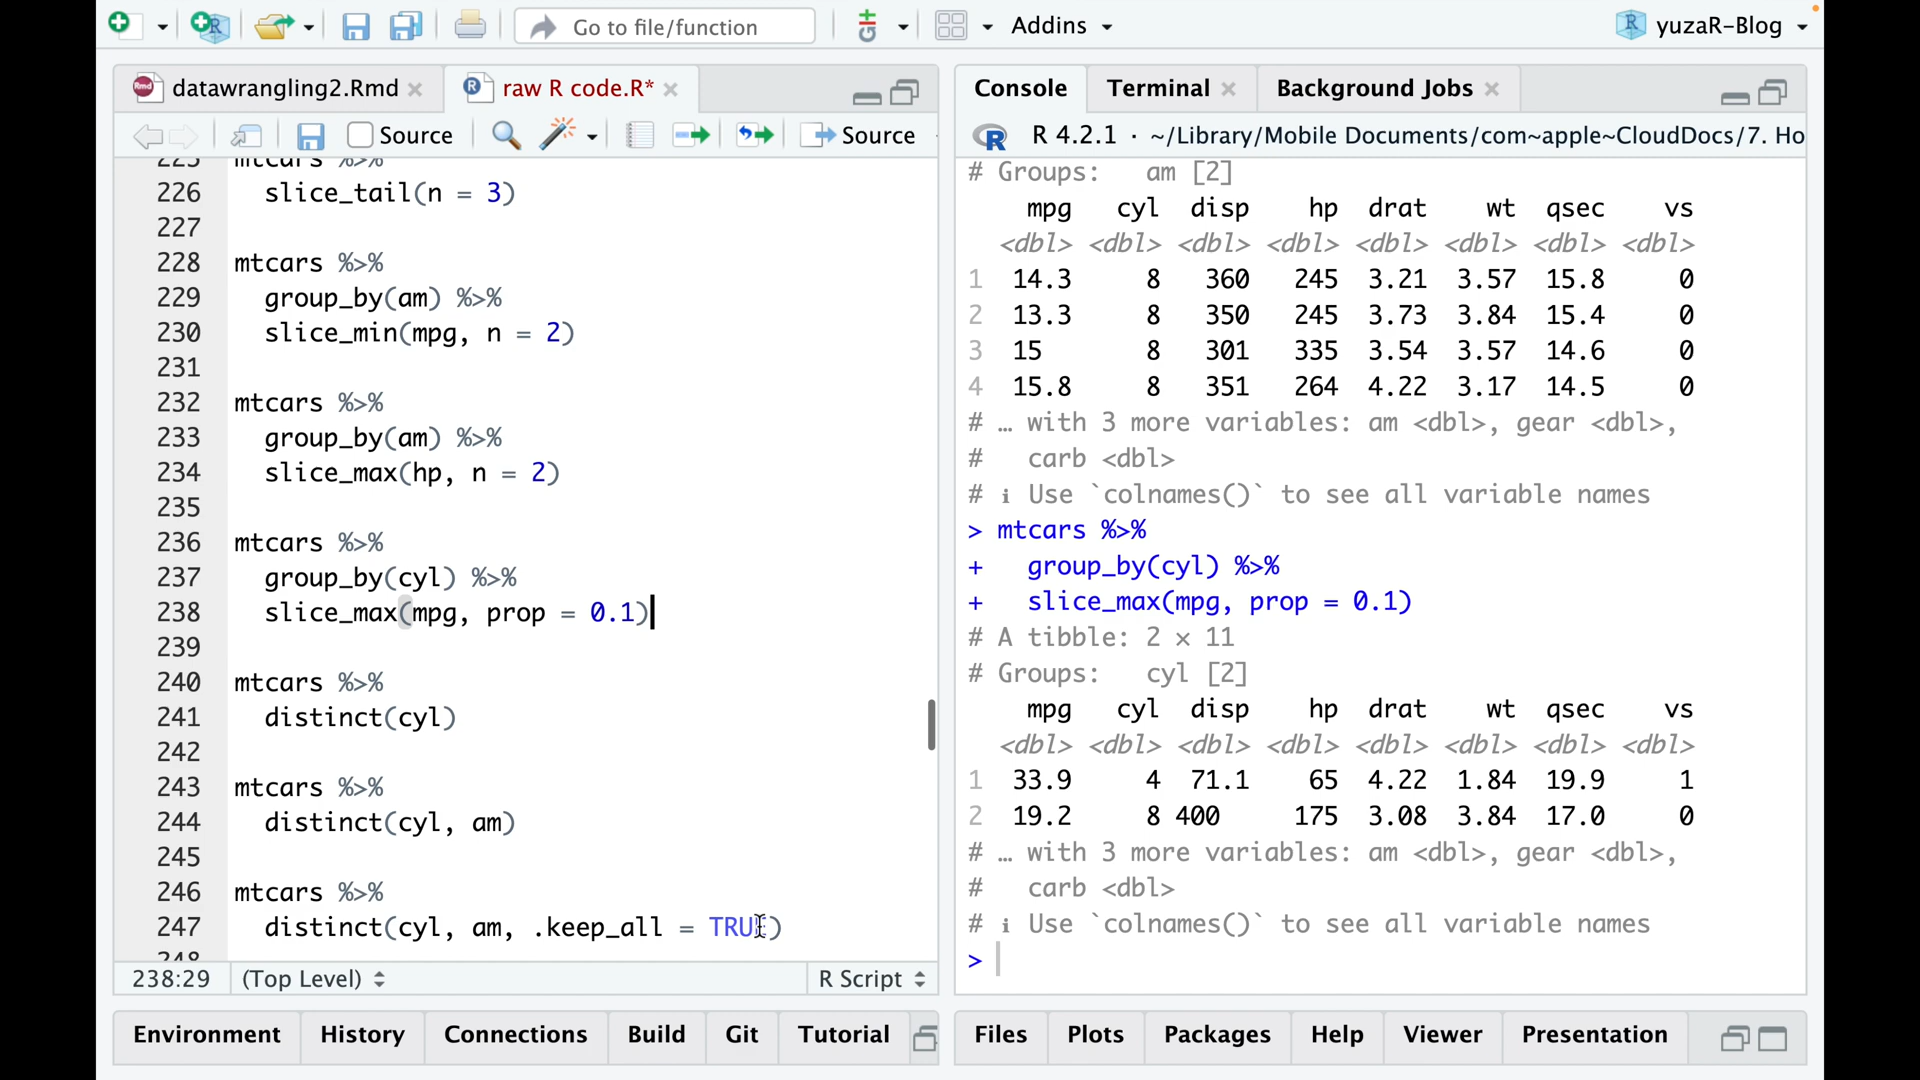 Go to file/function
Addins
yuzaR-Blog
datawrangling2.Rmd
raw R code.R*
Source
Source
225 mtcars %>%
226   slice_tail(n = 3)
227
228 mtcars %>%
229   group_by(am) %>%
230   slice_min(mpg, n = 2)
231
232 mtcars %>%
233   group_by(am) %>%
234   slice_max(hp, n = 2)
235
236 mtcars %>%
237   group_by(cyl) %>%
238   slice_max(mpg, prop = 0.1)
239
240 mtcars %>%
241   distinct(cyl)
242
243 mtcars %>%
244   distinct(cyl, am)
245
246 mtcars %>%
247   distinct(cyl, am, .keep_all = TRUE)
248
238:29 (Top Level) R Script
Environment History Connections Build Git Tutorial
Console Terminal Background Jobs
R 4.2.1 · ~/Library/Mobile Documents/com~apple~CloudDocs/7. Ho
# Groups:   am [2]
mpg cyl disp hp drat wt qsec vs
<dbl> <dbl> <dbl> <dbl> <dbl> <dbl> <dbl> <dbl>
1 14.3 8 360 245 3.21 3.57 15.8 0
2 13.3 8 350 245 3.73 3.84 15.4 0
3 15 8 301 335 3.54 3.57 14.6 0
4 15.8 8 351 264 4.22 3.17 14.5 0
# … with 3 more variables: am <dbl>, gear <dbl>,
#   carb <dbl>
# ℹ Use `colnames()` to see all variable names
> mtcars %>%
+   group_by(cyl) %>%
+   slice_max(mpg, prop = 0.1)
# A tibble: 2 × 11
# Groups:   cyl [2]
mpg cyl disp hp drat wt qsec vs
<dbl> <dbl> <dbl> <dbl> <dbl> <dbl> <dbl> <dbl>
1 33.9 4 71.1 65 4.22 1.84 19.9 1
2 19.2 8 400 175 3.08 3.84 17.0 0
# … with 3 more variables: am <dbl>, gear <dbl>,
#   carb <dbl>
# ℹ Use `colnames()` to see all variable names
>
Files Plots Packages Help Viewer Presentation